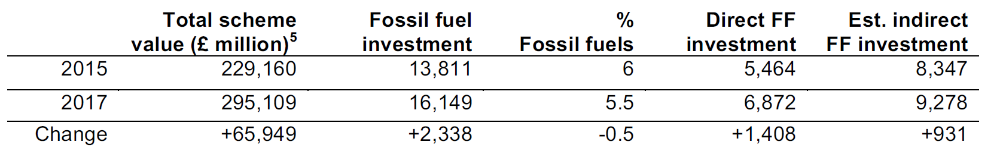 Total scheme Fossil fuel % Direct FF Est. indirect
value (£ million)5 investment Fossil fuels investment FF investment
2015 229,160 13,811 6 5,464 8,347
2017 295,109 16,149 5.5 6,872 9,278
Change +65,949 +2,338 -0.5 +1,408 +931